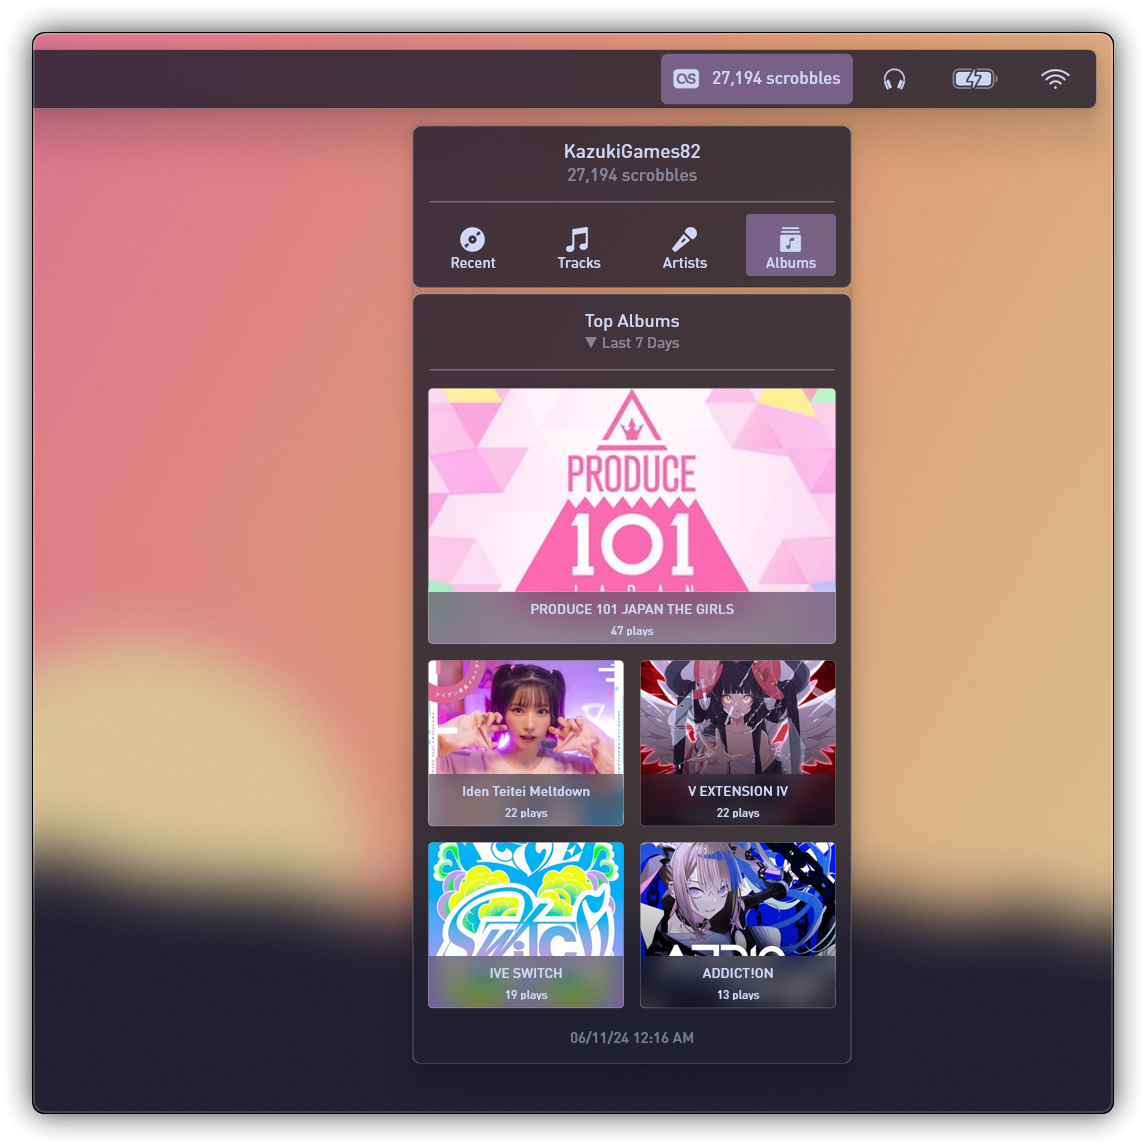 27,194 scrobbles
KazukiGames82
27,194 scrobbles
Recent
Tracks
Artists
Albums
Top Albums
▼ Last 7 Days
PRODUCE
101
JAPAN
PRODUCE 101 JAPAN THE GIRLS
47 plays
Iden Teitei Meltdown
22 plays
V EXTENSION IV
22 plays
SWITCH
IVE SWITCH
19 plays
ADDICT!ON
13 plays
06/11/24 12:16 AM